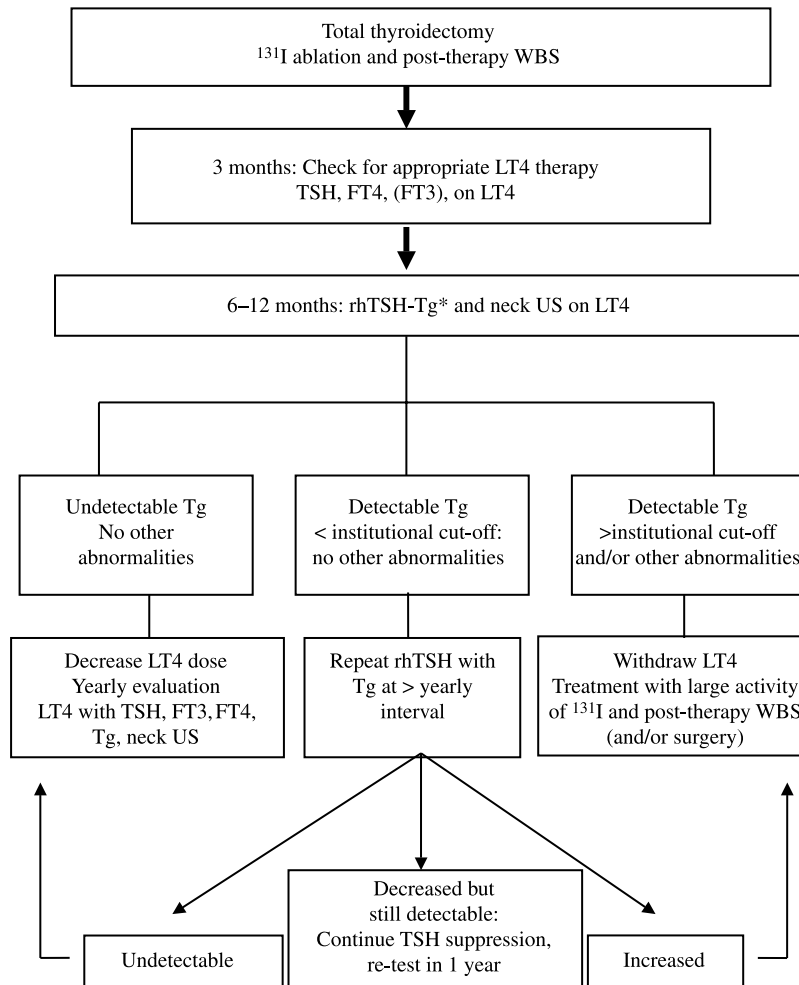 Total thyroidectomy
¹³¹I ablation and post-therapy WBS
3 months: Check for appropriate LT4 therapy
TSH, FT4, (FT3), on LT4
6–12 months: rhTSH-Tg* and neck US on LT4
Undetectable Tg
No other
abnormalities
Detectable Tg
< institutional cut-off:
no other abnormalities
Detectable Tg
>institutional cut-off
and/or other abnormalities
Decrease LT4 dose
Yearly evaluation
LT4 with TSH, FT3, FT4,
Tg, neck US
Repeat rhTSH with
Tg at > yearly
interval
Withdraw LT4
Treatment with large activity
of ¹³¹I and post-therapy WBS
(and/or surgery)
Undetectable
Decreased but
still detectable:
Continue TSH suppression,
re-test in 1 year
Increased